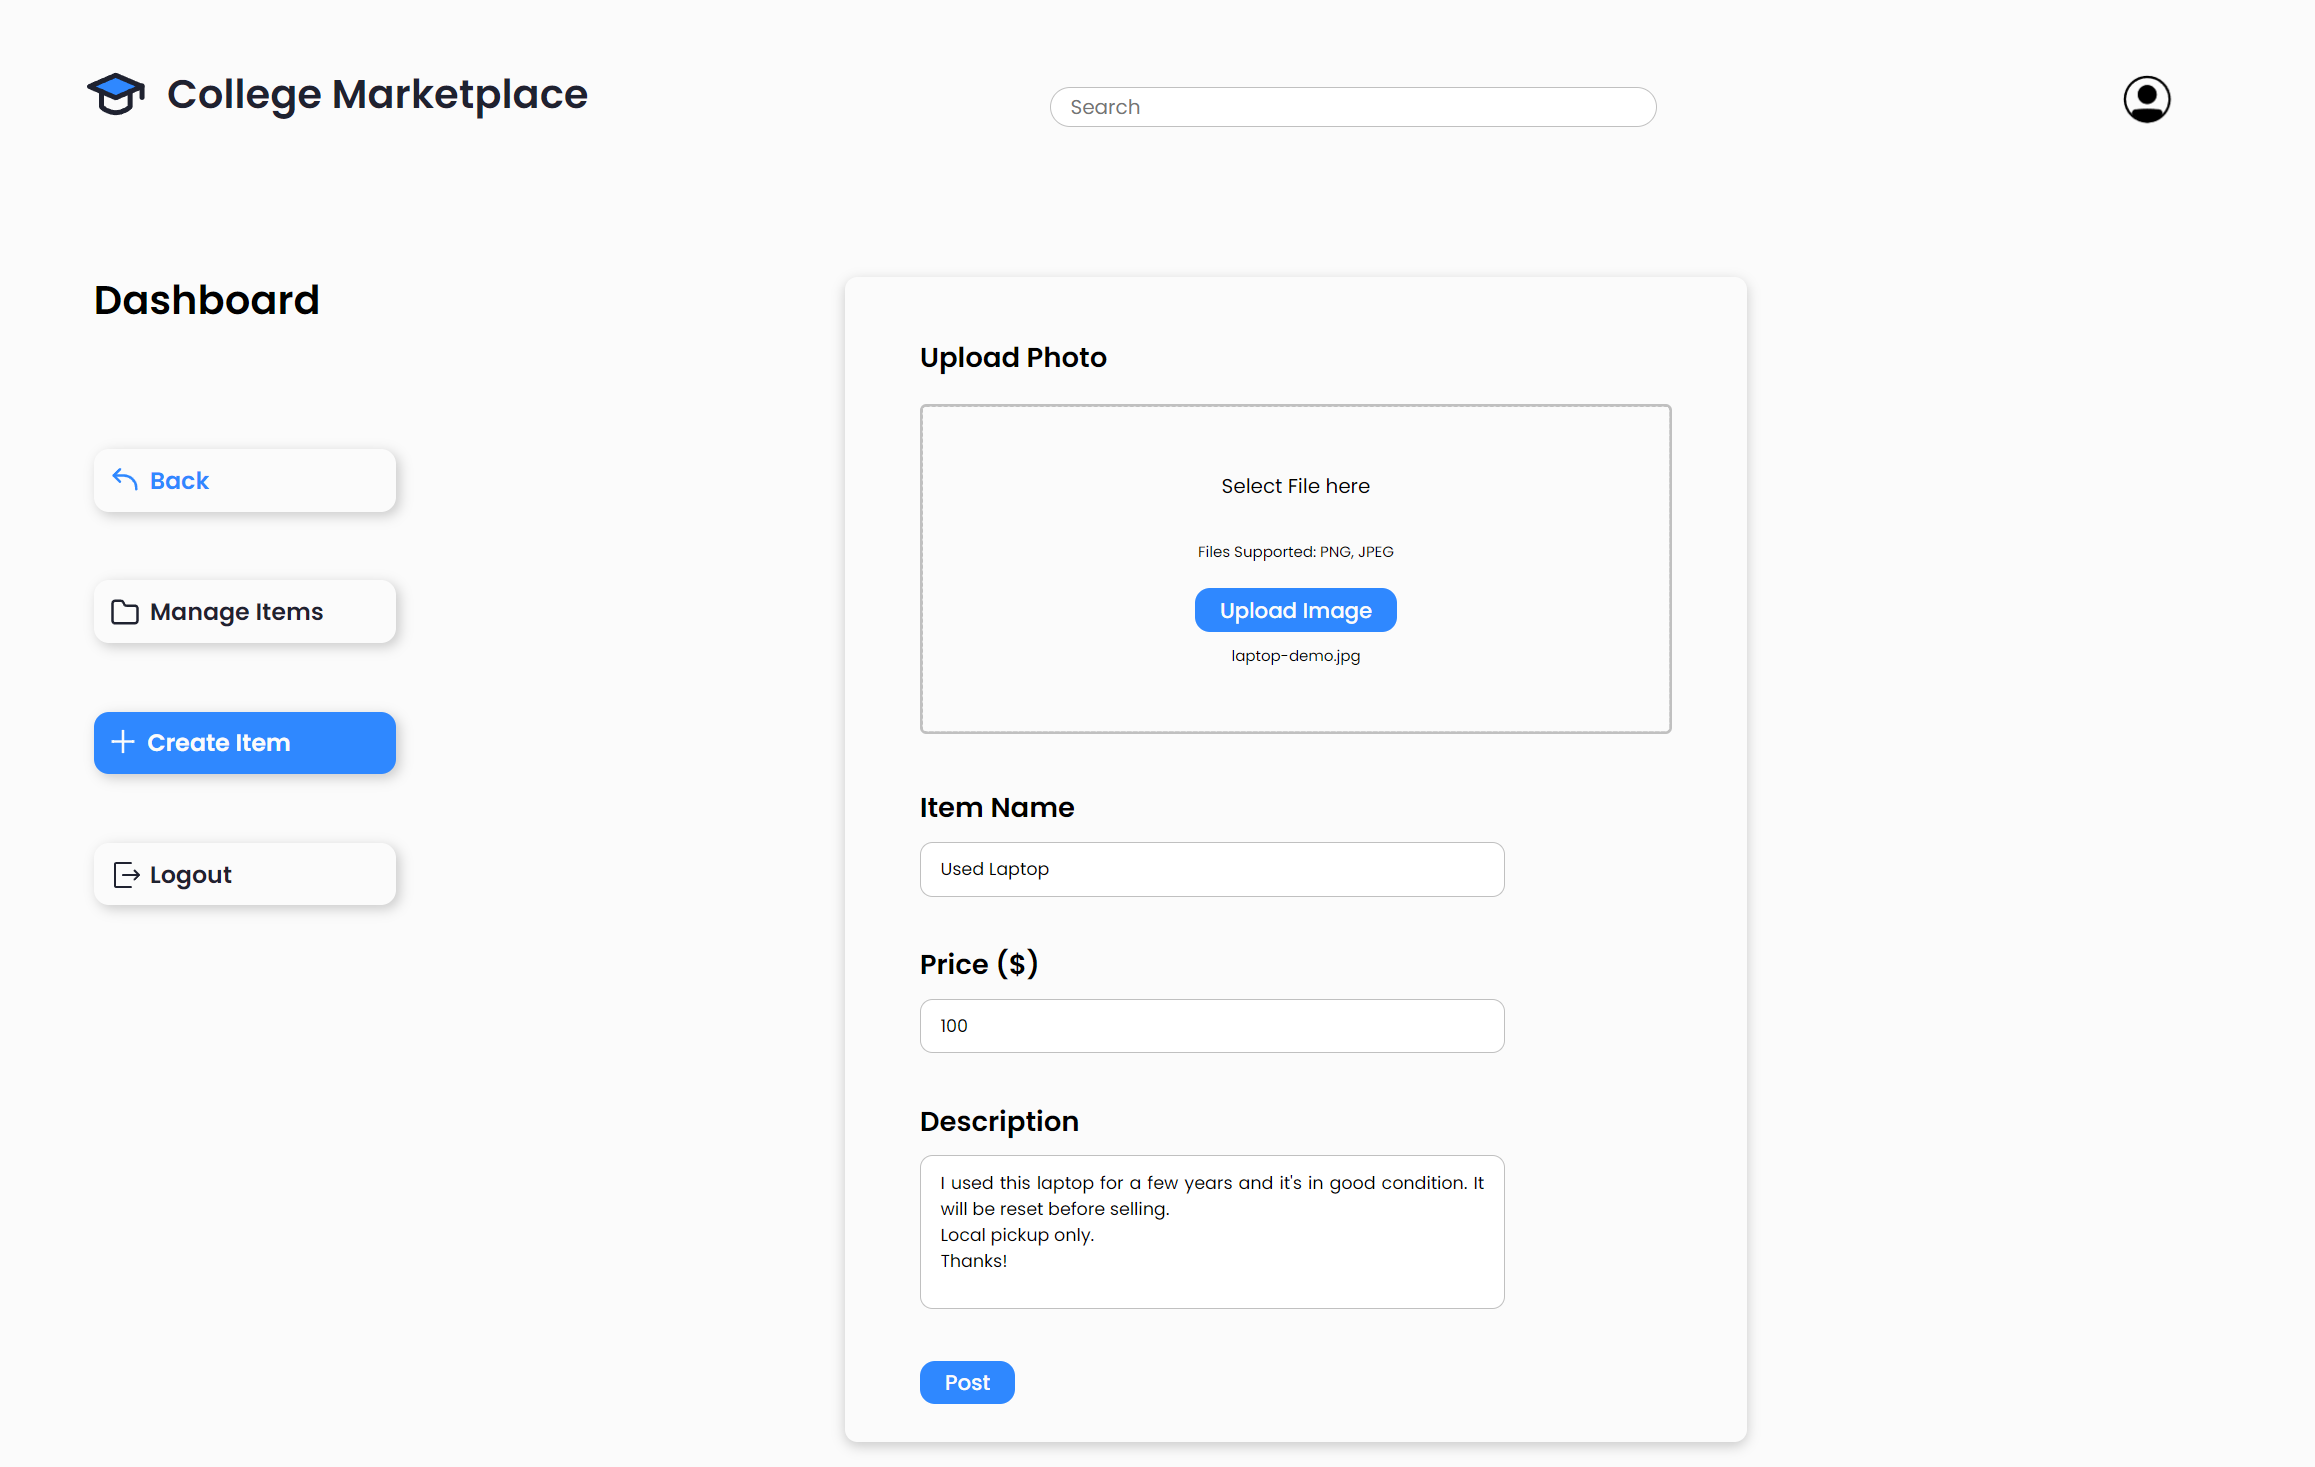 College Marketplace
Search
Dashboard
Back
Manage Items
Create Item
Logout
Upload Photo
Select File here
Files Supported: PNG, JPEG
Upload Image
laptop-demo.jpg
Item Name
Used Laptop
Price ($)
100
Description
I used this laptop for a few years and it's in good condition. It
will be reset before selling.
Local pickup only.
Thanks!
Post